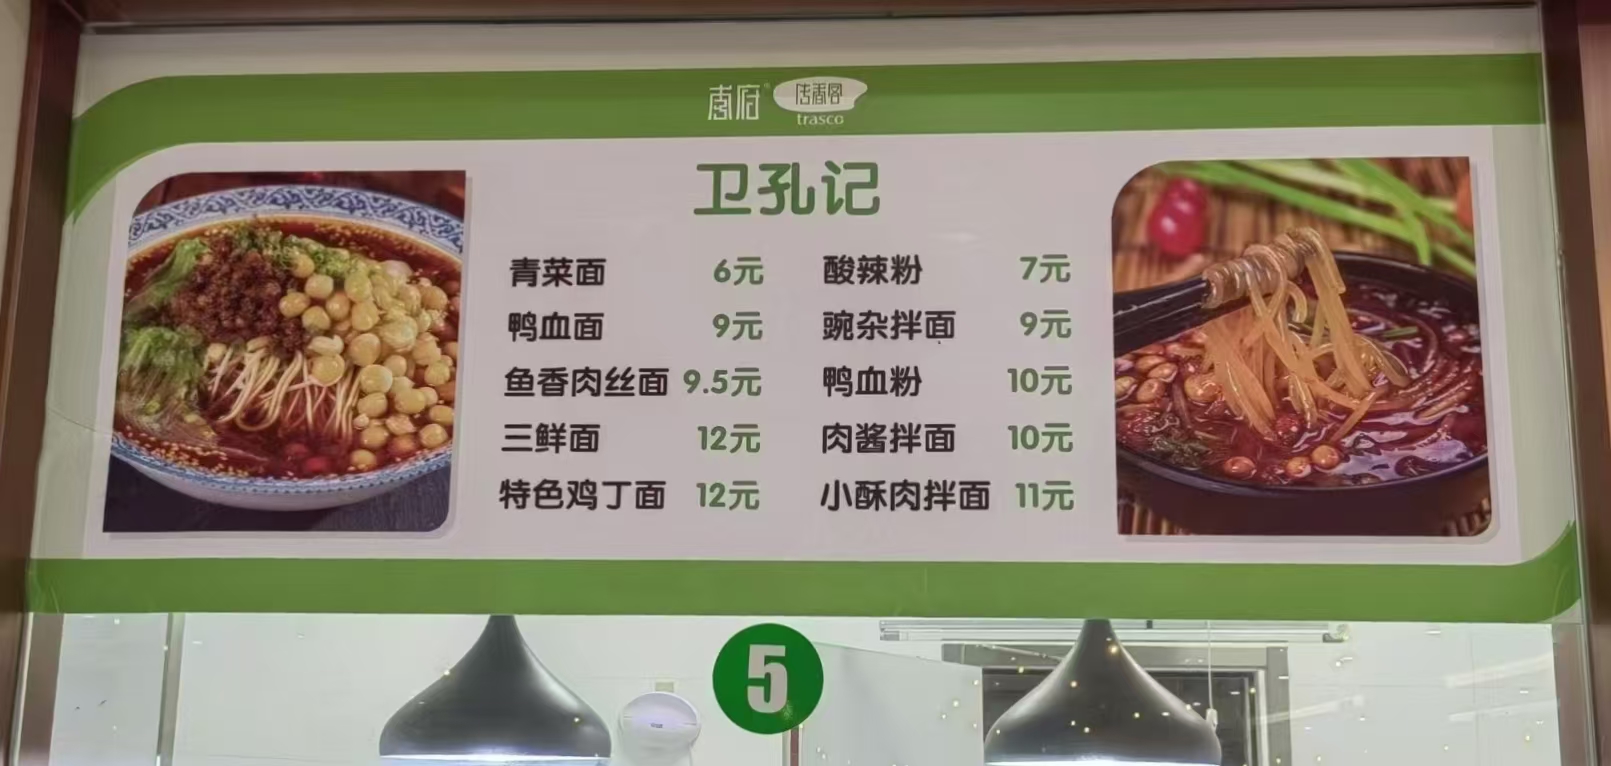 传香客
trasco
卫孔记
青菜面 6元 酸辣粉 7元
鸭血面 9元 豌杂拌面 9元
鱼香肉丝面 9.5元 鸭血粉 10元
三鲜面 12元 肉酱拌面 10元
特色鸡丁面 12元 小酥肉拌面 11元
5